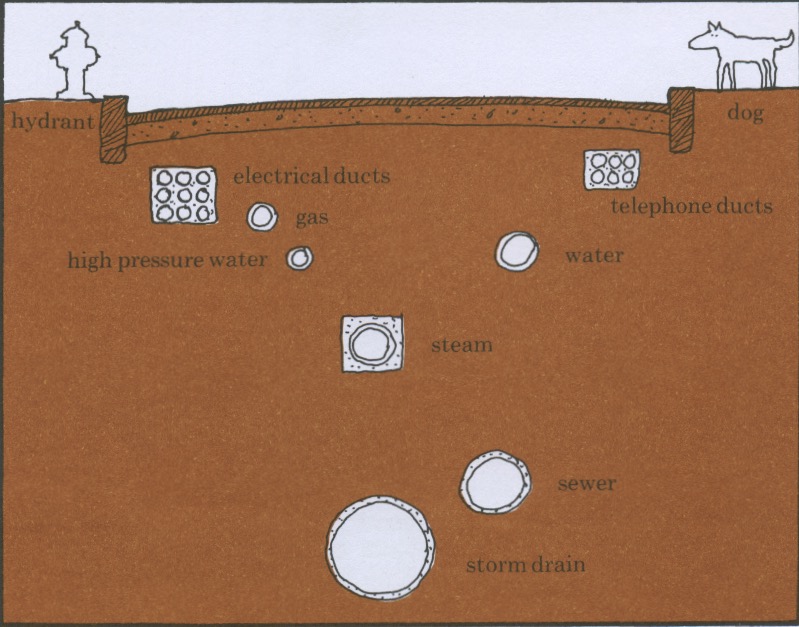 hydrant
dog
electrical ducts
telephone ducts
gas
high pressure water
water
steam
sewer
storm drain